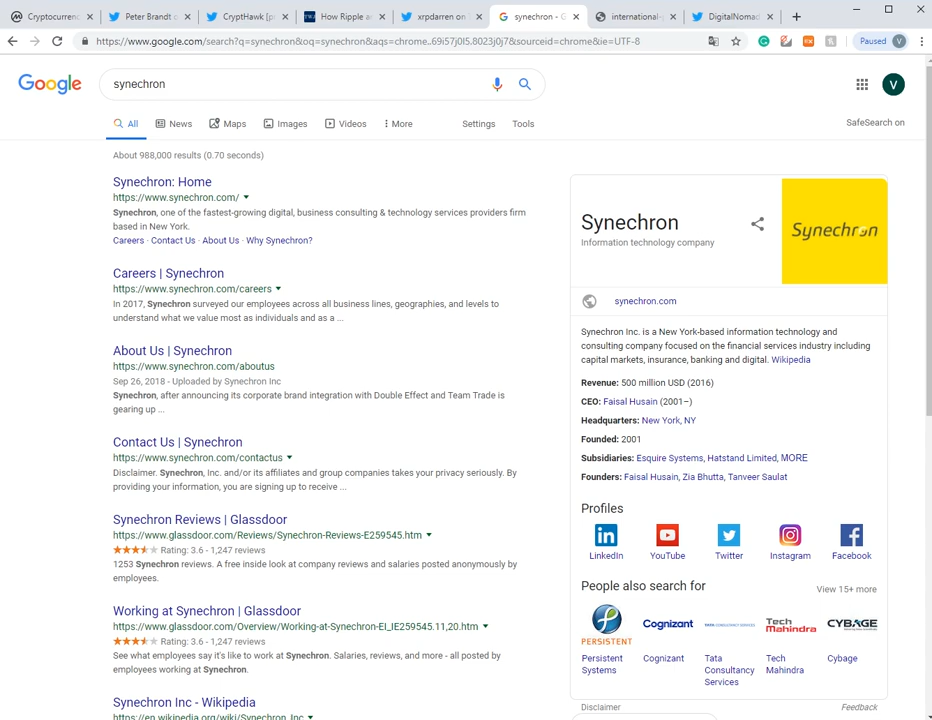 Cryptocurrenc
Peter Brandt
CryptHawk [p
How Ripple a
xrpdarren on
synechron - G
international-
DigitalNomad
https://www.google.com/search?q=synechron&oq=synechron&aqs=chrome..69i57j0l5.8023j0j7&sourceid=chrome&ie=UTF-8
Paused V
Google
synechron
V
All News Maps Images Videos More Settings Tools
SafeSearch on
About 988,000 results (0.70 seconds)
Synechron: Home
https://www.synechron.com/
Synechron, one of the fastest-growing digital, business consulting & technology services providers firm
based in New York.
Careers · Contact Us · About Us · Why Synechron?
Careers | Synechron
https://www.synechron.com/careers
In 2017, Synechron surveyed our employees across all business lines, geographies, and levels to
understand what we value most as individuals and as a ...
About Us | Synechron
https://www.synechron.com/aboutus
Sep 26, 2018 - Uploaded by Synechron Inc
Synechron, after announcing its corporate brand integration with Double Effect and Team Trade is
gearing up ...
Contact Us | Synechron
https://www.synechron.com/contactus
Disclaimer. Synechron, Inc. and/or its affiliates and group companies takes your privacy seriously. By
providing your information, you are signing up to receive ...
Synechron Reviews | Glassdoor
https://www.glassdoor.com/Reviews/Synechron-Reviews-E259545.htm
Rating: 3.6 - 1,247 reviews
1253 Synechron reviews. A free inside look at company reviews and salaries posted anonymously by
employees.
Working at Synechron | Glassdoor
https://www.glassdoor.com/Overview/Working-at-Synechron-EI_IE259545.11,20.htm
Rating: 3.6 - 1,247 reviews
See what employees say it's like to work at Synechron. Salaries, reviews, and more - all posted by
employees working at Synechron.
Synechron Inc - Wikipedia
https://en.wikipedia.org/wiki/Synechron_Inc
Synechron
Information technology company
Synechron
synechron.com
Synechron Inc. is a New York-based information technology and
consulting company focused on the financial services industry including
capital markets, insurance, banking and digital. Wikipedia
Revenue: 500 million USD (2016)
CEO: Faisal Husain (2001–)
Headquarters: New York, NY
Founded: 2001
Subsidiaries: Esquire Systems, Hatstand Limited, MORE
Founders: Faisal Husain, Zia Bhutta, Tanveer Saulat
Profiles
LinkedIn YouTube Twitter Instagram Facebook
People also search for
View 15+ more
PERSISTENT
Cognizant
TATA CONSULTANCY SERVICES
Tech
Mahindra
CYBAGE
Persistent
Systems
Cognizant
Tata
Consultancy
Services
Tech
Mahindra
Cybage
Disclaimer
Feedback